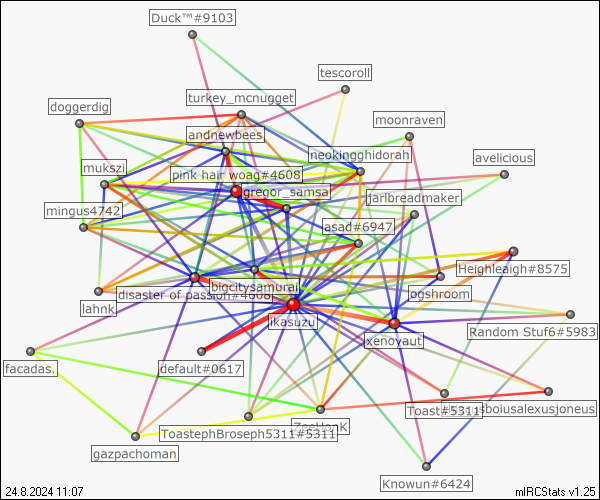 Duck™#9103
tescoroll
turkey_mcnugget
doggerdig
moonraven
andnewbees
neokingghidorah
avelicious
mukszi
pink hair woag#4608
gregor_samsa
jarlbreadmaker
mingus4742
asad#6947
Heighleaigh#8575
bigcitysamurai
ogshroom
disaster of passion#4608
lahnk
ikasuzu
Random Stuf6#5983
xenoyaut
facadas.
default#0617
Toast#5311
sboiusalexusjoneus
ToastephBroseph5311#5311
gazpachoman
Knowun#6424
24.8.2024 11:07
mIRCStats v1.25